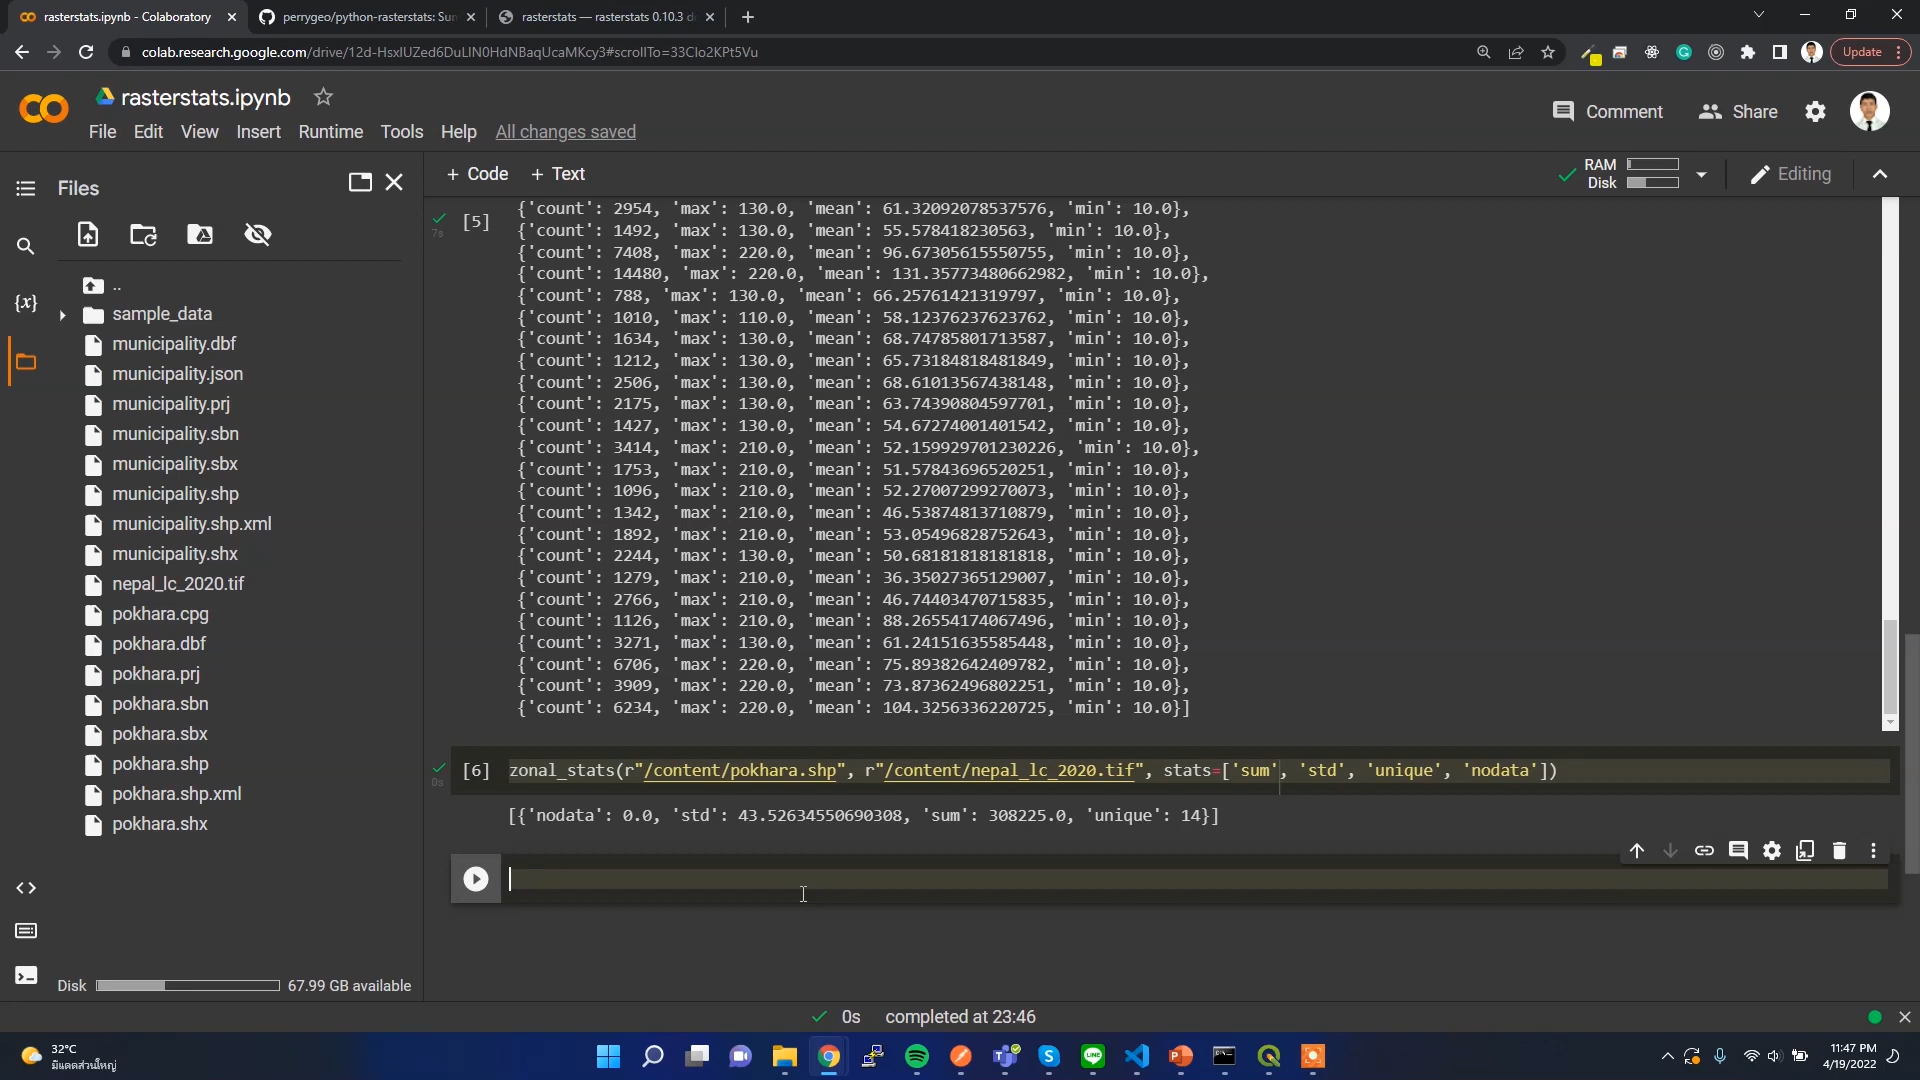 rasterstats.ipynb - Colaboratory
perrygeo/python-rasterstats: Sum
rasterstats — rasterstats 0.10.3 d
colab.research.google.com/drive/12d-HsxlUZed6DuLlN0HdNBaqUcaMKcy3#scrollTo=33Clo2KPt5Vu
Update
rasterstats.ipynb
File Edit View Insert Runtime Tools Help All changes saved
Comment
Share
Files
+ Code + Text
RAM
Disk
Editing
..
sample_data
municipality.dbf
municipality.json
municipality.prj
municipality.sbn
municipality.sbx
municipality.shp
municipality.shp.xml
municipality.shx
nepal_lc_2020.tif
pokhara.cpg
pokhara.dbf
pokhara.prj
pokhara.sbn
pokhara.sbx
pokhara.shp
pokhara.shp.xml
pokhara.shx
Disk 67.99 GB available
[5]
7s
{'count': 2954, 'max': 130.0, 'mean': 61.32092078537576, 'min': 10.0},
{'count': 1492, 'max': 130.0, 'mean': 55.578418230563, 'min': 10.0},
{'count': 7408, 'max': 220.0, 'mean': 96.67305615550755, 'min': 10.0},
{'count': 14480, 'max': 220.0, 'mean': 131.35773480662982, 'min': 10.0},
{'count': 788, 'max': 130.0, 'mean': 66.25761421319797, 'min': 10.0},
{'count': 1010, 'max': 110.0, 'mean': 58.12376237623762, 'min': 10.0},
{'count': 1634, 'max': 130.0, 'mean': 68.74785801713587, 'min': 10.0},
{'count': 1212, 'max': 130.0, 'mean': 65.73184818481849, 'min': 10.0},
{'count': 2506, 'max': 130.0, 'mean': 68.61013567438148, 'min': 10.0},
{'count': 2175, 'max': 130.0, 'mean': 63.74390804597701, 'min': 10.0},
{'count': 1427, 'max': 130.0, 'mean': 54.67274001401542, 'min': 10.0},
{'count': 3414, 'max': 210.0, 'mean': 52.159929701230226, 'min': 10.0},
{'count': 1753, 'max': 210.0, 'mean': 51.57843696520251, 'min': 10.0},
{'count': 1096, 'max': 210.0, 'mean': 52.27007299270073, 'min': 10.0},
{'count': 1342, 'max': 210.0, 'mean': 46.53874813710879, 'min': 10.0},
{'count': 1892, 'max': 210.0, 'mean': 53.05496828752643, 'min': 10.0},
{'count': 2244, 'max': 130.0, 'mean': 50.68181818181818, 'min': 10.0},
{'count': 1279, 'max': 210.0, 'mean': 36.35027365129007, 'min': 10.0},
{'count': 2766, 'max': 210.0, 'mean': 46.74403470715835, 'min': 10.0},
{'count': 1126, 'max': 210.0, 'mean': 88.26554174067496, 'min': 10.0},
{'count': 3271, 'max': 130.0, 'mean': 61.24151635585448, 'min': 10.0},
{'count': 6706, 'max': 220.0, 'mean': 75.89382642409782, 'min': 10.0},
{'count': 3909, 'max': 220.0, 'mean': 73.87362496802251, 'min': 10.0},
{'count': 6234, 'max': 220.0, 'mean': 104.3256336220725, 'min': 10.0}]
0s
[6] zonal_stats(r"/content/pokhara.shp", r"/content/nepal_lc_2020.tif", stats=['sum', 'std', 'unique', 'nodata'])
[{'nodata': 0.0, 'std': 43.52634550690308, 'sum': 308225.0, 'unique': 14}]
0s completed at 23:46
32°C
มีแดดส่วนใหญ่
11:47 PM
4/19/2022